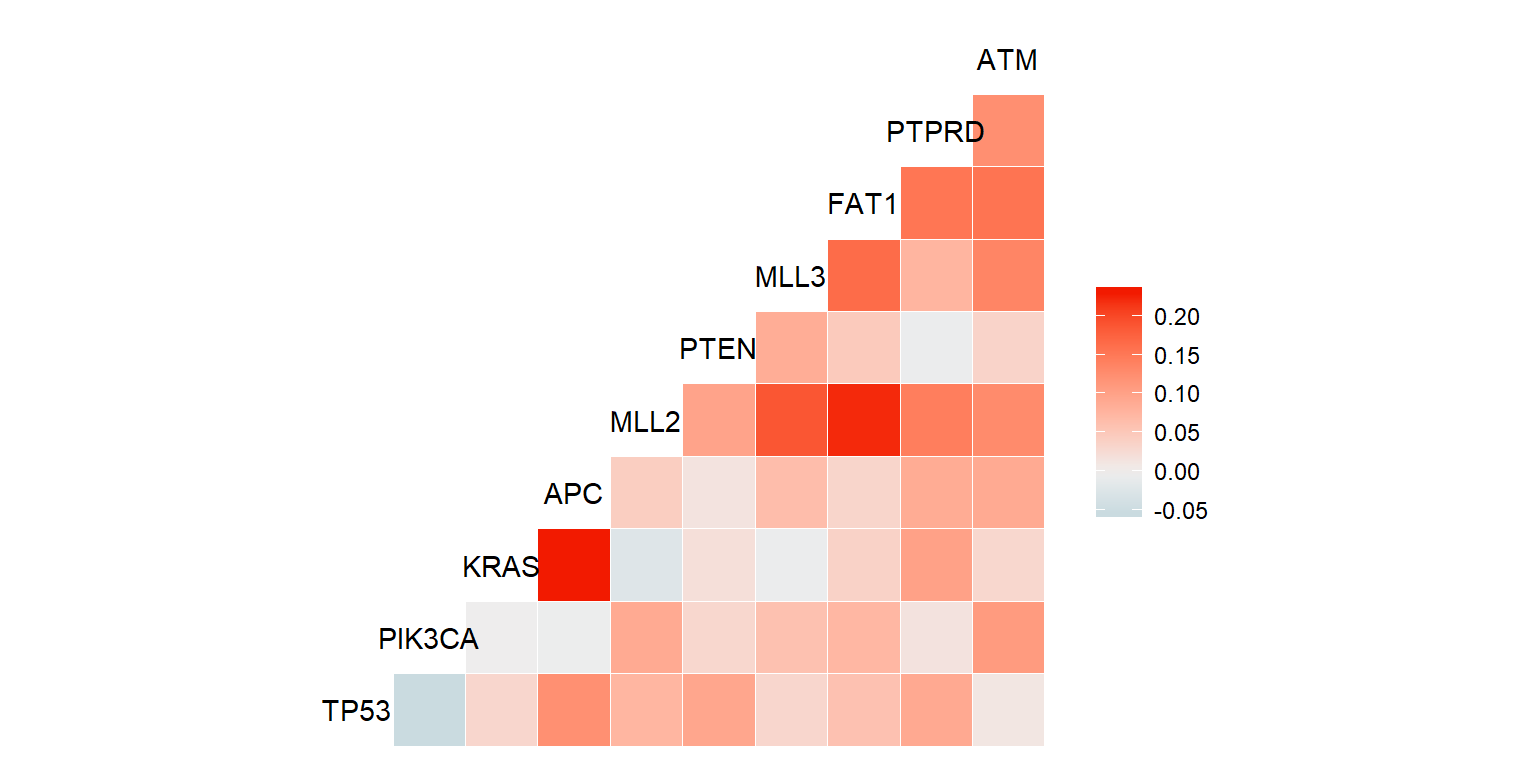 ATM
PTPRD
FAT1
MLL3
PTEN
MLL2
APC
KRAS
PIK3CA
TP53
0.20
0.15
0.10
0.05
0.00
-0.05